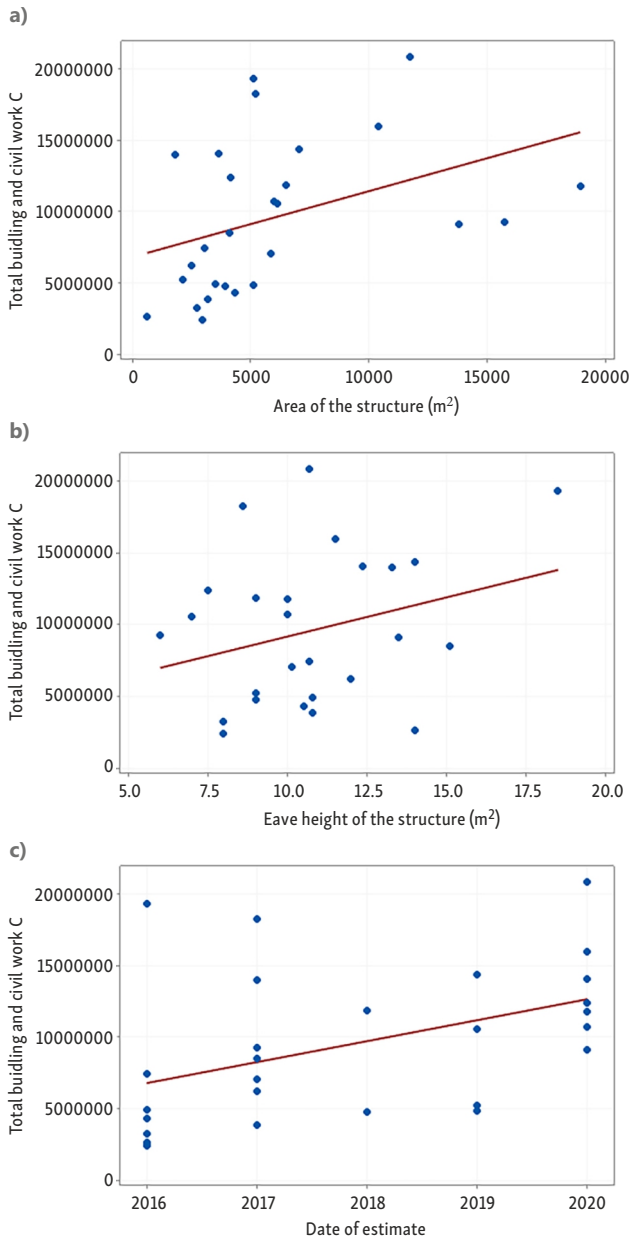 a)
20000000
15000000
10000000
5000000
0
Total buidling and civil work C
0 5000 10000 15000 20000
Area of the structure (m²)
b)
20000000
15000000
10000000
5000000
0
Total buidling and civil work C
5.0 7.5 10.0 12.5 15.0 17.5 20.0
Eave height of the structure (m²)
c)
20000000
15000000
10000000
5000000
0
Total buidling and civil work C
2016 2017 2018 2019 2020
Date of estimate